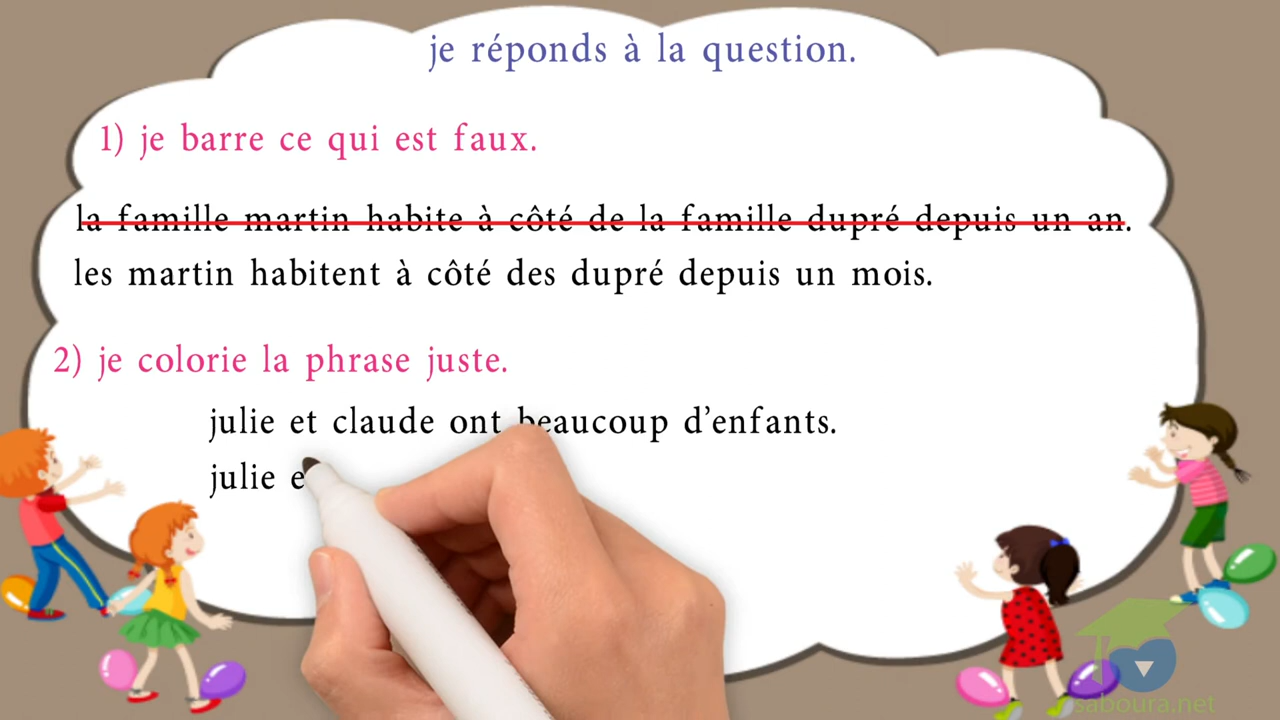 je réponds à la question.
1) je barre ce qui est faux.
la famille martin habite à côté de la famille dupré depuis un an.
les martin habitent à côté des dupré depuis un mois.
2) je colorie la phrase juste.
julie et claude ont beaucoup d'enfants.
julie e
saboura.net